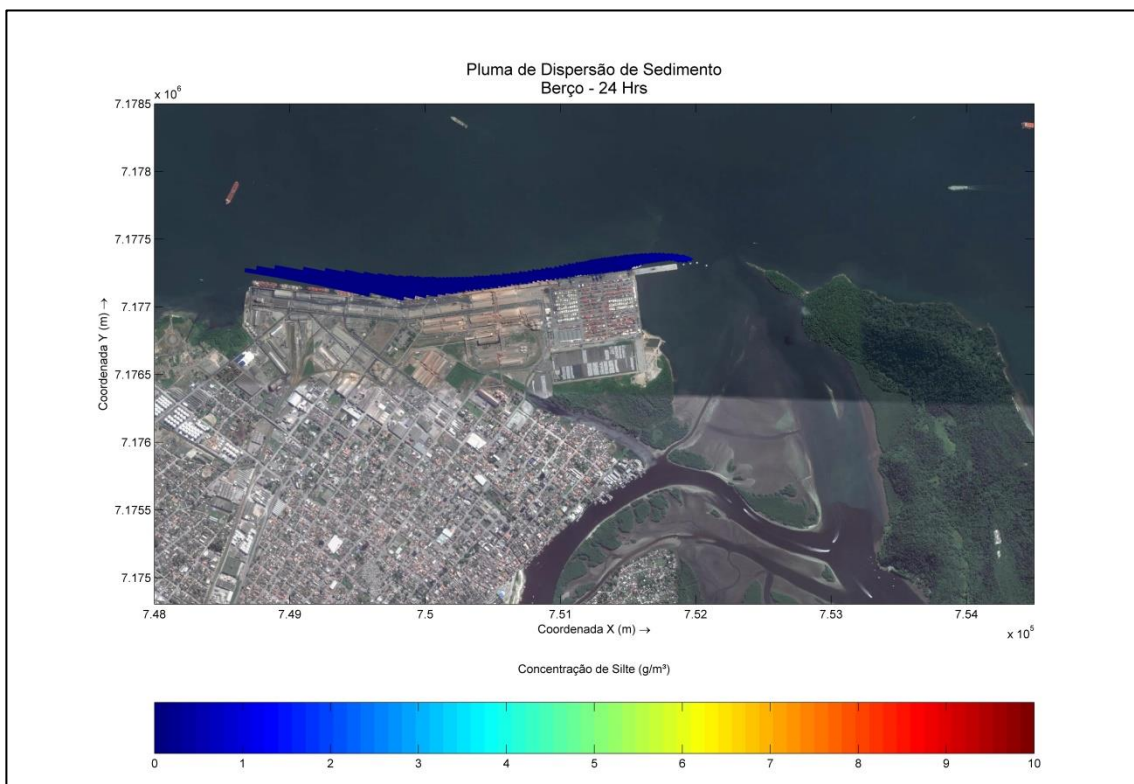 Pluma de Dispersão de Sedimento
Berço - 24 Hrs
x 10⁶
7.1785
7.178
7.1775
7.177
7.1765
7.176
7.1755
7.175
Coordenada Y (m) →
7.48 7.49 7.5 7.51 7.52 7.53 7.54
Coordenada X (m) →
x 10⁵
Concentração de Silte (g/m³)
0 1 2 3 4 5 6 7 8 9 10